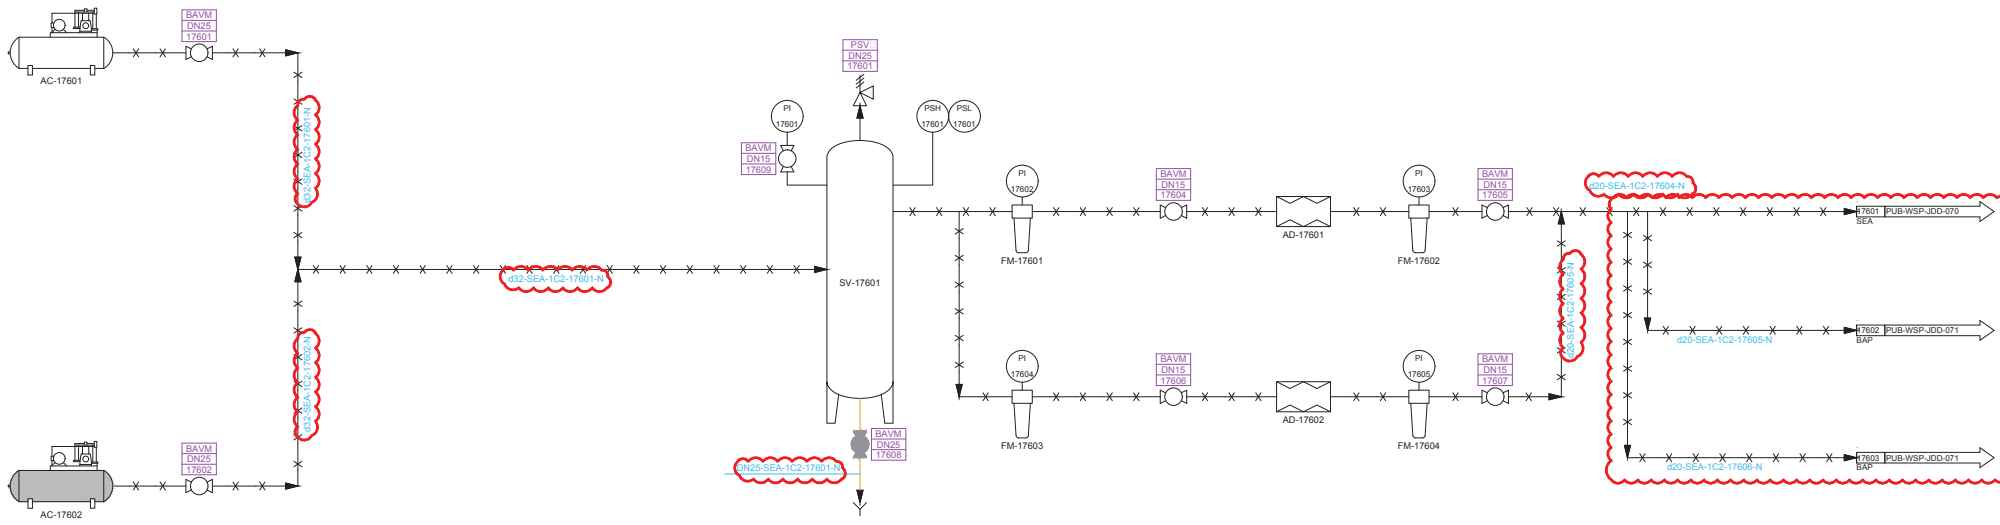 BAVM
DN25
17601
AC-17601
d32-SEA-1C2-17601-N
d32-SEA-1C2-17602-N
BAVM
DN25
17602
AC-17602
d32-SEA-1C2-17601-N
PSV
DN25
17601
PI
17601
BAVM
DN15
17609
PSH
17601
PSL
17601
SV-17601
BAVM
DN25
17608
DN25-SEA-1C2-17601-N
PI
17602
FM-17601
BAVM
DN15
17604
AD-17601
PI
17603
FM-17602
BAVM
DN15
17605
PI
17604
FM-17603
BAVM
DN15
17606
AD-17602
PI
17605
FM-17604
BAVM
DN15
17607
d20-SEA-1C2-17605-N
d20-SEA-1C2-17604-N
17601 PUB-WSP-JDD-070
SEA
17602 PUB-WSP-JDD-071
BAP
d20-SEA-1C2-17605-N
17603 PUB-WSP-JDD-071
BAP
d20-SEA-1C2-17606-N